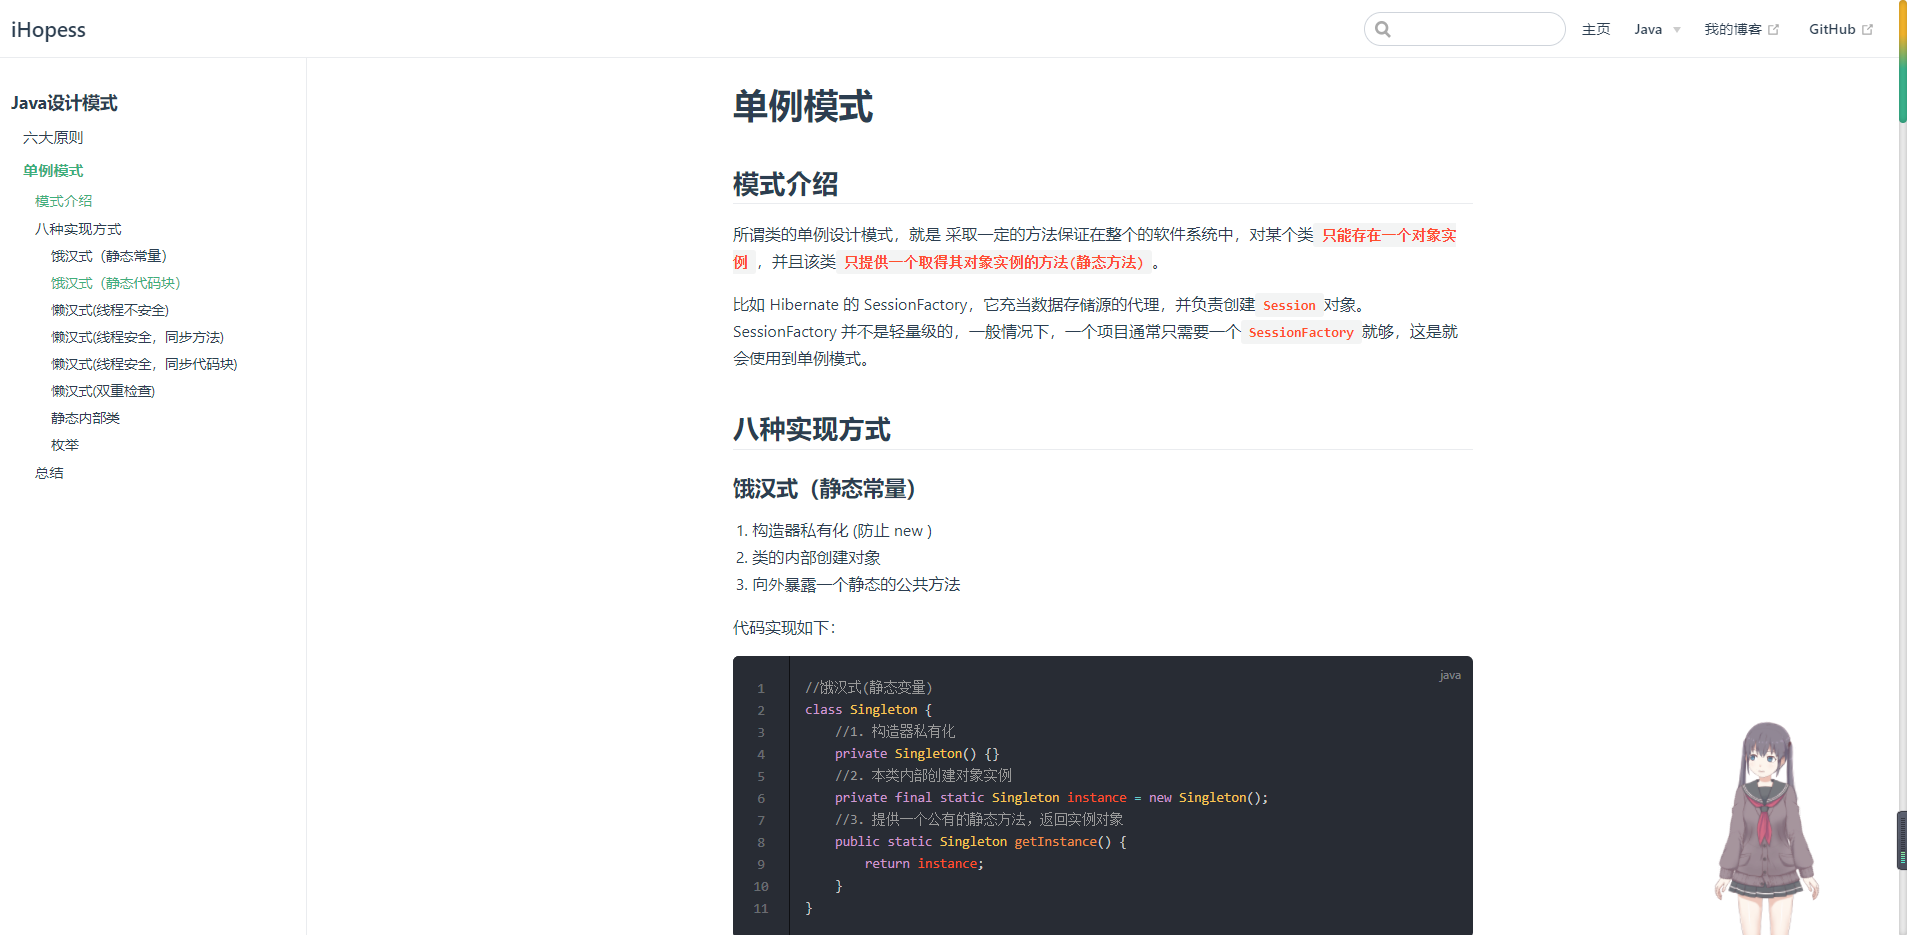 iHopess
主页
Java
我的博客
GitHub
Java设计模式
六大原则
单例模式
模式介绍
八种实现方式
饿汉式（静态常量）
饿汉式（静态代码块）
懒汉式(线程不安全)
懒汉式(线程安全，同步方法)
懒汉式(线程安全，同步代码块)
懒汉式(双重检查)
静态内部类
枚举
总结
单例模式
模式介绍
所谓类的单例设计模式，就是 采取一定的方法保证在整个的软件系统中，对某个类 只能存在一个对象实
例 ，并且该类 只提供一个取得其对象实例的方法(静态方法) 。
比如 Hibernate 的 SessionFactory，它充当数据存储源的代理，并负责创建 Session 对象。
SessionFactory 并不是轻量级的，一般情况下，一个项目通常只需要一个 SessionFactory 就够，这是就
会使用到单例模式。
八种实现方式
饿汉式（静态常量）
1. 构造器私有化 (防止 new )
2. 类的内部创建对象
3. 向外暴露一个静态的公共方法
代码实现如下：
java
1 //饿汉式(静态变量)
2 class Singleton {
3 //1. 构造器私有化
4 private Singleton() {}
5 //2. 本类内部创建对象实例
6 private final static Singleton instance = new Singleton();
7 //3. 提供一个公有的静态方法，返回实例对象
8 public static Singleton getInstance() {
9 return instance;
10 }
11 }